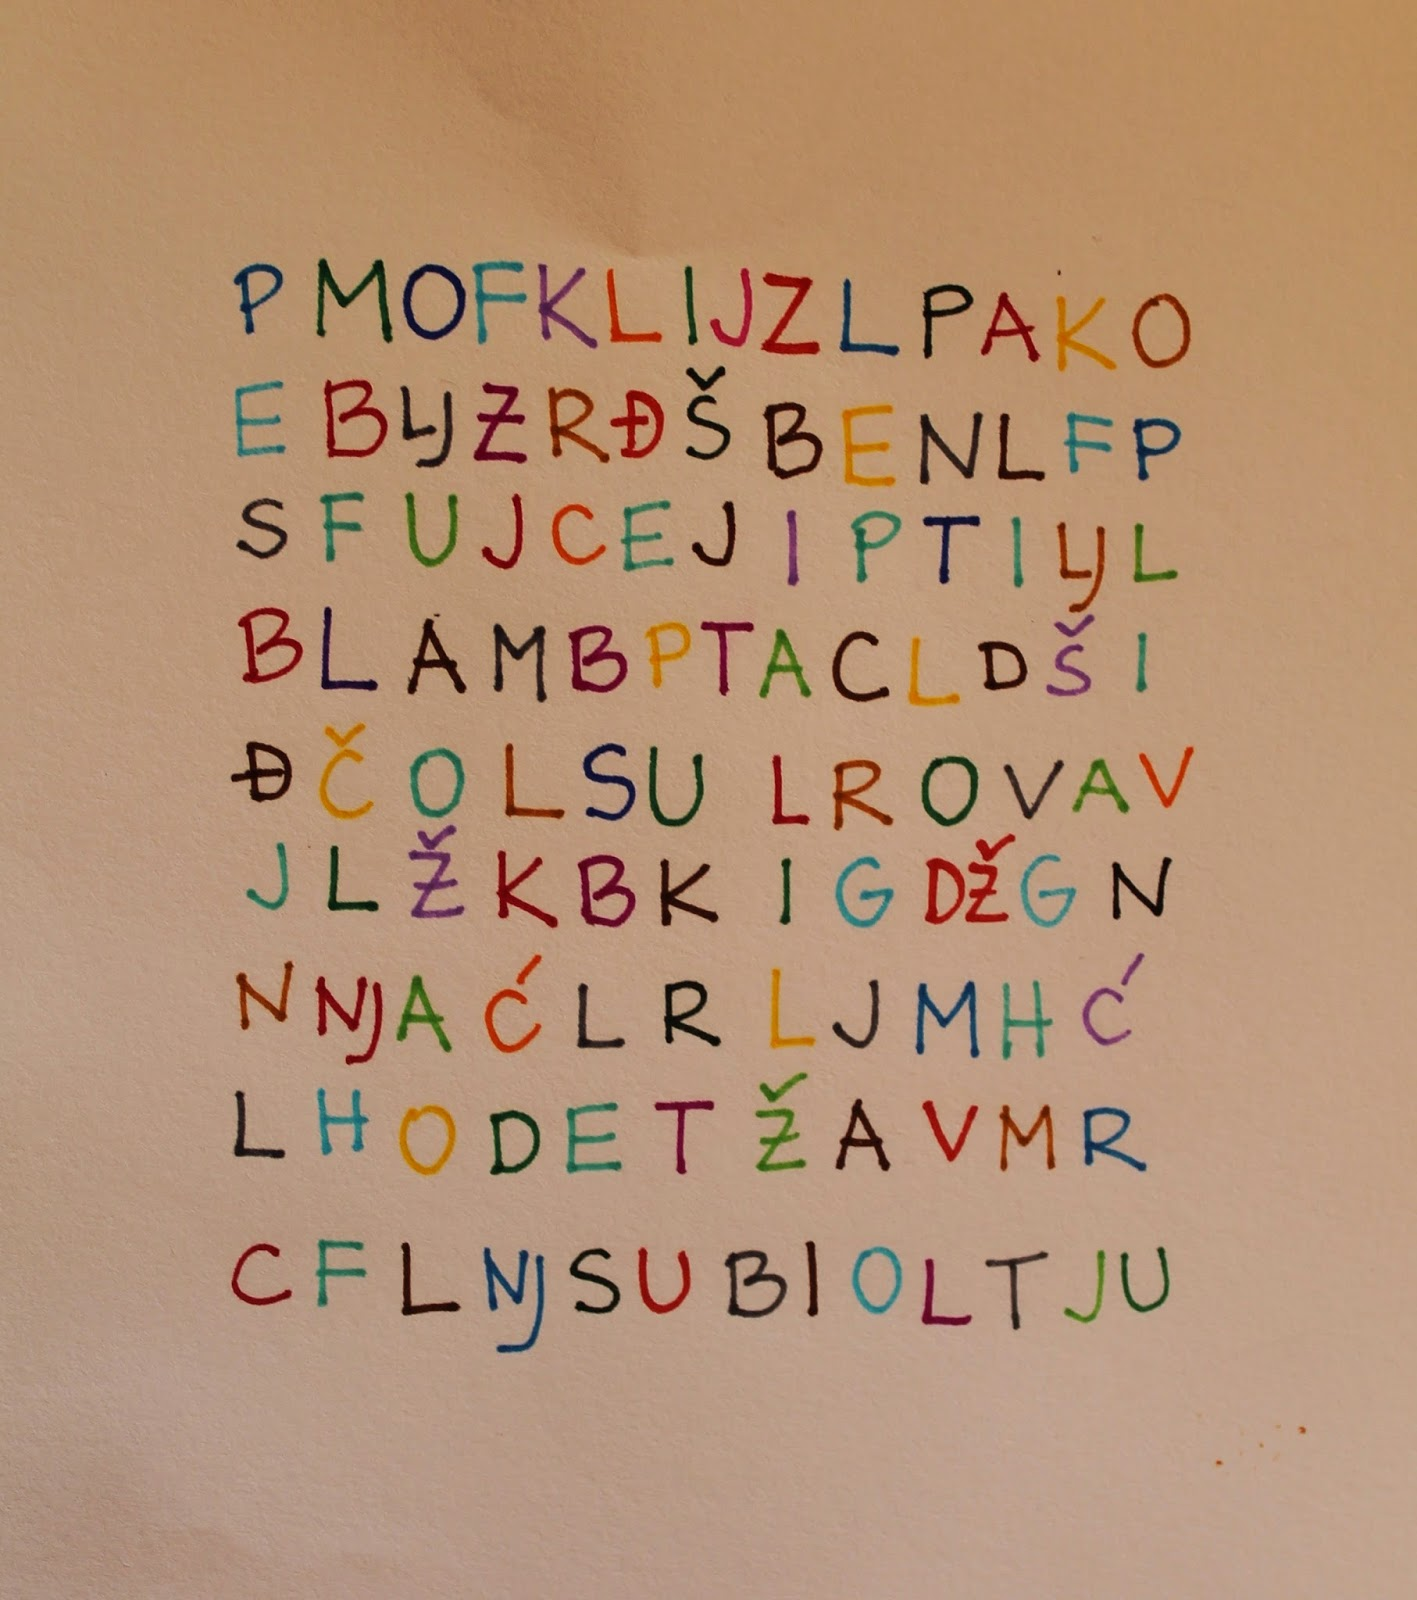 P M O F K L I J Z L P A K O
E B LJ Z R Đ Š B E N L F P
S F U J C E J I P T I LJ L
B L A M B P T A C L D Š I
Đ Č O L S U L R O V A V
J L Ž K B K I G DŽ G N
N NJ A Ć L R L J M H Ć
L H O D E T Ž A V M R
C F L NJ S U B I O L T J U